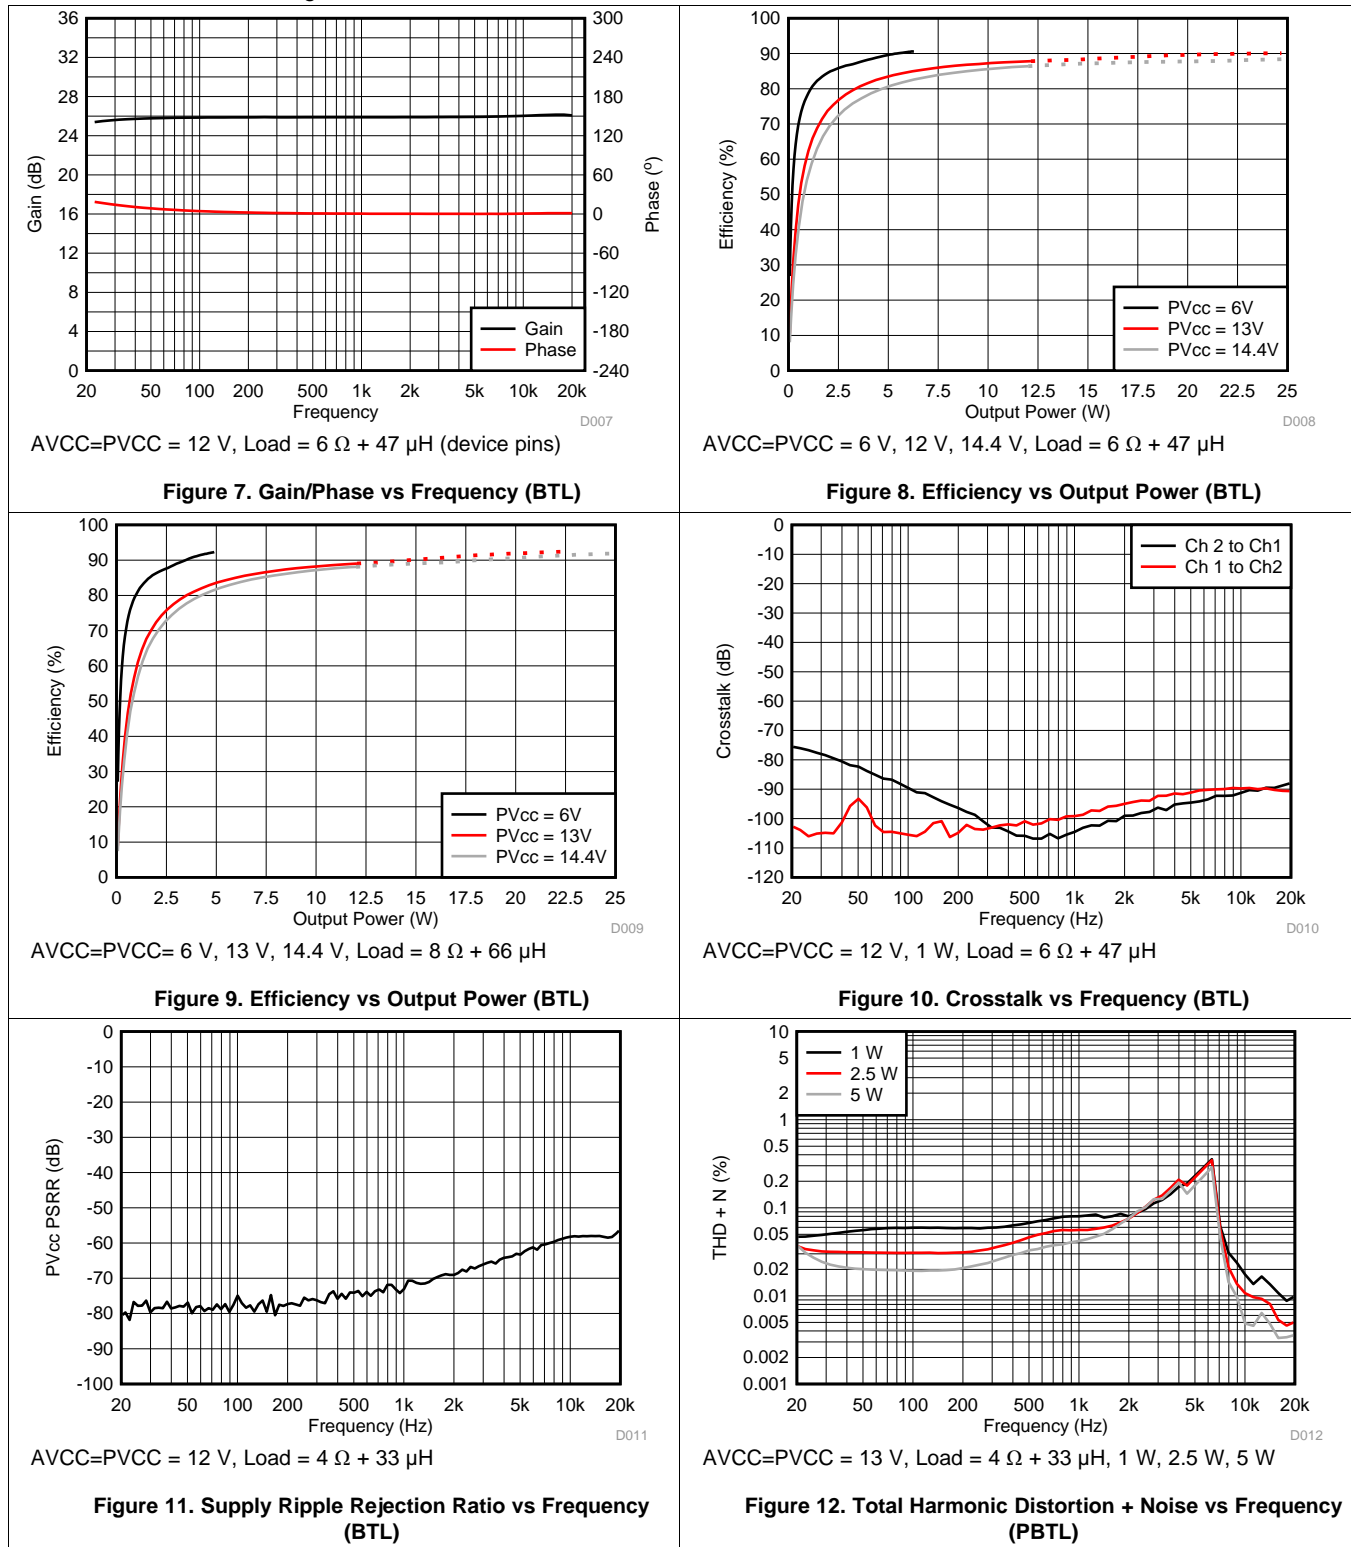 36
32
28
24
20
16
12
8
4
0
300
240
180
120
60
0
-60
-120
-180
-240
Gain (dB)
Phase (o)
Gain
Phase
20 50 100 200 500 1k 2k 5k 10k 20k
Frequency
D007
AVCC=PVCC = 12 V, Load = 6 Ω + 47 µH (device pins)
Figure 7. Gain/Phase vs Frequency (BTL)
100
90
80
70
60
50
40
30
20
10
0
Efficiency (%)
PVcc = 6V
PVcc = 13V
PVcc = 14.4V
0 2.5 5 7.5 10 12.5 15 17.5 20 22.5 25
Output Power (W)
D008
AVCC=PVCC = 6 V, 12 V, 14.4 V, Load = 6 Ω + 47 µH
Figure 8. Efficiency vs Output Power (BTL)
100
90
80
70
60
50
40
30
20
10
0
Efficiency (%)
PVcc = 6V
PVcc = 13V
PVcc = 14.4V
0 2.5 5 7.5 10 12.5 15 17.5 20 22.5 25
Output Power (W)
D009
AVCC=PVCC= 6 V, 13 V, 14.4 V, Load = 8 Ω + 66 µH
Figure 9. Efficiency vs Output Power (BTL)
0
-10
-20
-30
-40
-50
-60
-70
-80
-90
-100
-110
-120
Crosstalk (dB)
Ch 2 to Ch1
Ch 1 to Ch2
20 50 100 200 500 1k 2k 5k 10k 20k
Frequency (Hz)
D010
AVCC=PVCC = 12 V, 1 W, Load = 6 Ω + 47 µH
Figure 10. Crosstalk vs Frequency (BTL)
0
-10
-20
-30
-40
-50
-60
-70
-80
-90
-100
PVcc PSRR (dB)
20 50 100 200 500 1k 2k 5k 10k 20k
Frequency (Hz)
D011
AVCC=PVCC = 12 V, Load = 4 Ω + 33 µH
Figure 11. Supply Ripple Rejection Ratio vs Frequency
(BTL)
10
5
2
1
0.5
0.2
0.1
0.05
0.02
0.01
0.005
0.002
0.001
THD + N (%)
1 W
2.5 W
5 W
20 50 100 200 500 1k 2k 5k 10k 20k
Frequency (Hz)
D012
AVCC=PVCC = 13 V, Load = 4 Ω + 33 µH, 1 W, 2.5 W, 5 W
Figure 12. Total Harmonic Distortion + Noise vs Frequency
(PBTL)